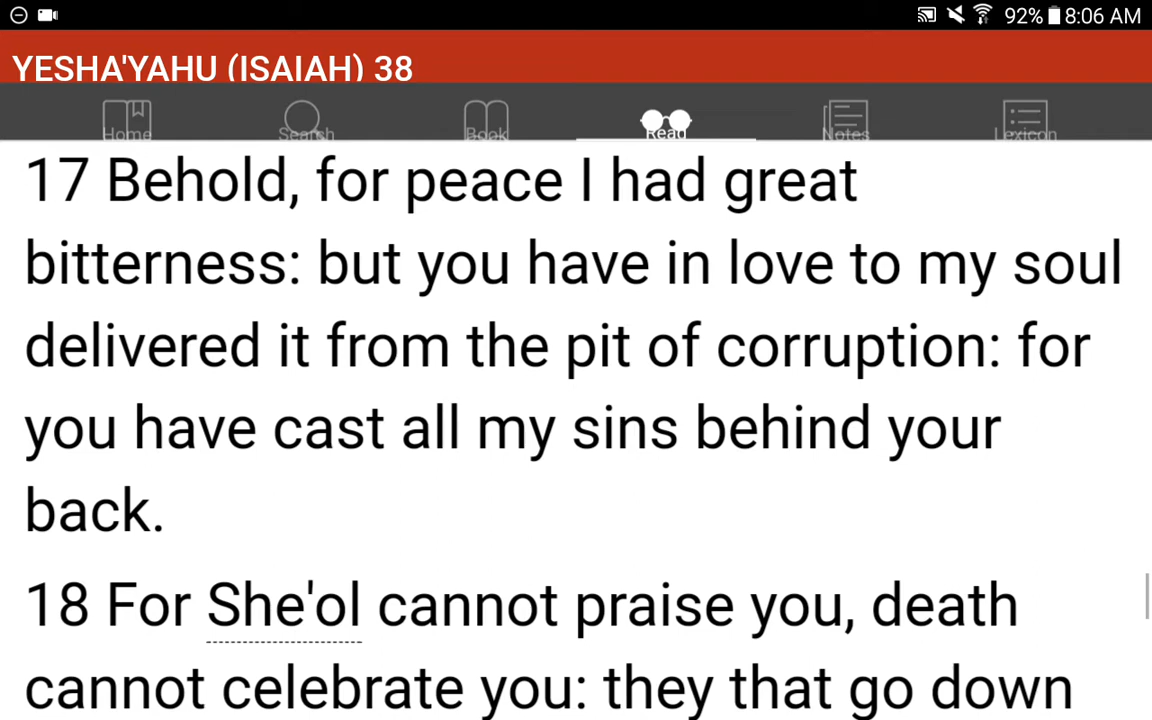 92% 8:06 AM
YESHA'YAHU (ISAIAH) 38
Home Search Book Read Notes Lexicon
17 Behold, for peace I had great
bitterness: but you have in love to my soul
delivered it from the pit of corruption: for
you have cast all my sins behind your
back.
18 For She'ol cannot praise you, death
cannot celebrate you: they that go down